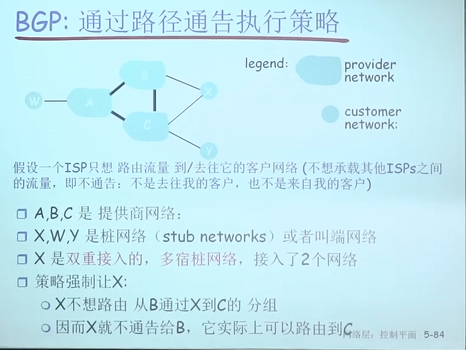 BGP: 通过路径通告执行策略
legend:
provider
network
customer
network:
W
A
B
C
X
Y
假设一个ISP只想 路由流量 到/去往它的客户网络 (不想承载其他ISPs之间
的流量，即不通告：不是去往我的客户，也不是来自我的客户)
A,B,C 是 提供商网络：
X,W,Y 是桩网络（stub networks）或者叫端网络
X 是双重接入的，多宿桩网络，接入了2个网络
策略强制让X:
X不想路由 从B通过X到C的 分组
因而X就不通告给B，它实际上可以路由到C
网络层：控制平面 5-84